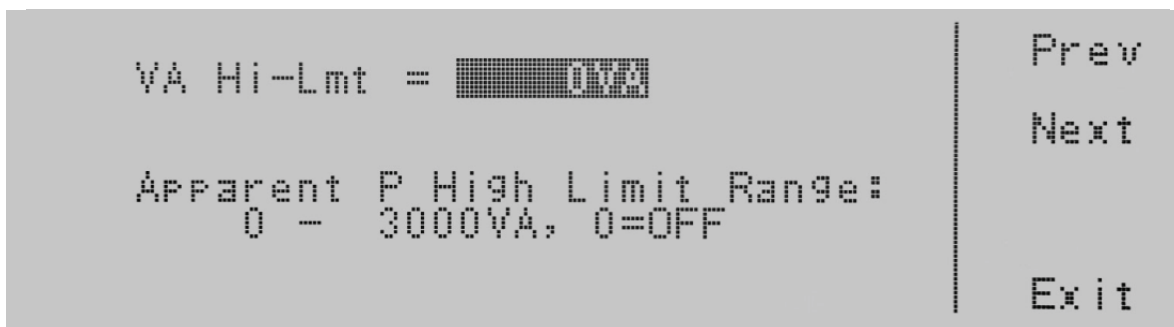 VA Hi-Lmt = 0VA
Apparent P High Limit Range:
0 - 3000VA, 0=OFF
Prev
Next
Exit